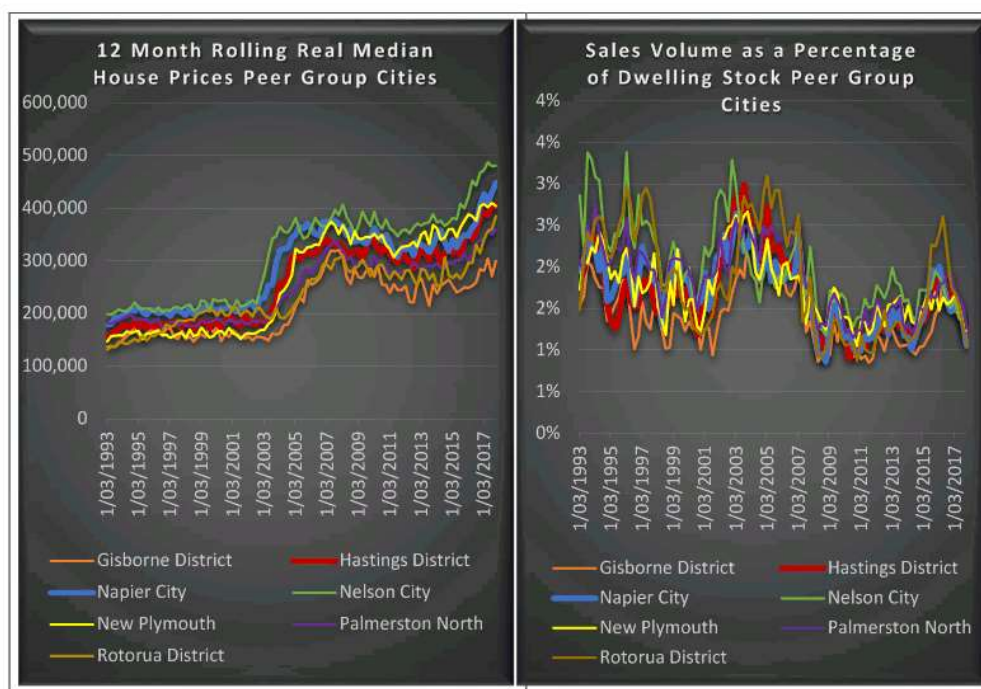 12 Month Rolling Real Median
House Prices Peer Group Cities
600,000
500,000
400,000
300,000
200,000
100,000
0
1/03/1993
1/03/1995
1/03/1997
1/03/1999
1/03/2001
1/03/2003
1/03/2005
1/03/2007
1/03/2009
1/03/2011
1/03/2013
1/03/2015
1/03/2017
Gisborne District
Hastings District
Napier City
Nelson City
New Plymouth
Palmerston North
Rotorua District
Sales Volume as a Percentage
of Dwelling Stock Peer Group
Cities
4%
4%
3%
3%
2%
2%
1%
1%
0%
1/03/1993
1/03/1995
1/03/1997
1/03/1999
1/03/2001
1/03/2003
1/03/2005
1/03/2007
1/03/2009
1/03/2011
1/03/2013
1/03/2015
1/03/2017
Gisborne District
Hastings District
Napier City
Nelson City
New Plymouth
Palmerston North
Rotorua District